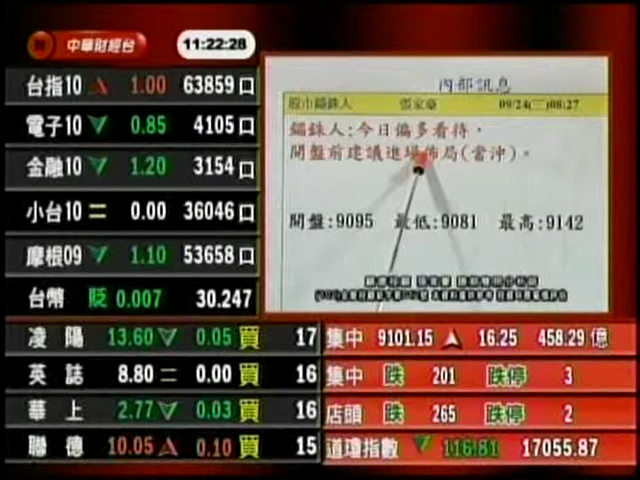 中華財經台
11:22:28
台指10 1.00 63859口
電子10 0.85 4105口
金融10 1.20 3154口
小台10 0.00 36046口
摩根09 1.10 53658口
台幣 貶 0.007 30.247
內部訊息
股市鎦銖人 張家豪 09/24(二)08:27
鎦銖人:今日偏多看待,
開盤前建議進場佈局(當沖)。
開盤:9095 最低:9081 最高:9142
凌陽 13.60 0.05 買 17
英誌 8.80 0.00 買 16
華上 2.77 0.03 買 16
聯德 10.05 0.10 買 15
集中 9101.15 16.25 458.29億
集中 跌 201 跌停 3
店頭 跌 265 跌停 2
道瓊指數 116.81 17055.87